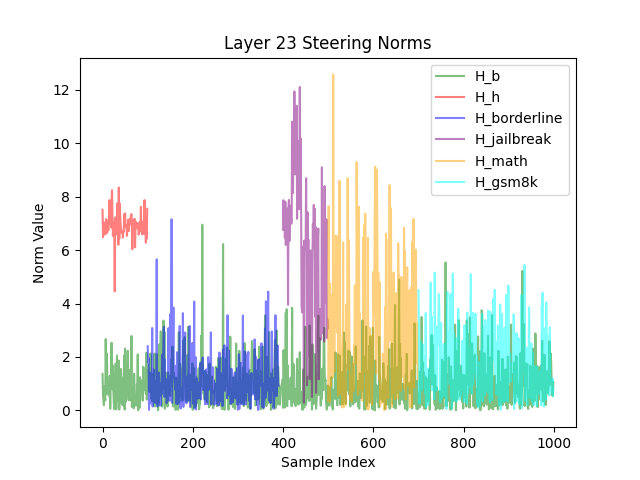 Layer 23 Steering Norms
H_b
H_h
H_borderline
H_jailbreak
H_math
H_gsm8k
12
10
8
6
4
2
0
Norm Value
0
200
400
600
800
1000
Sample Index